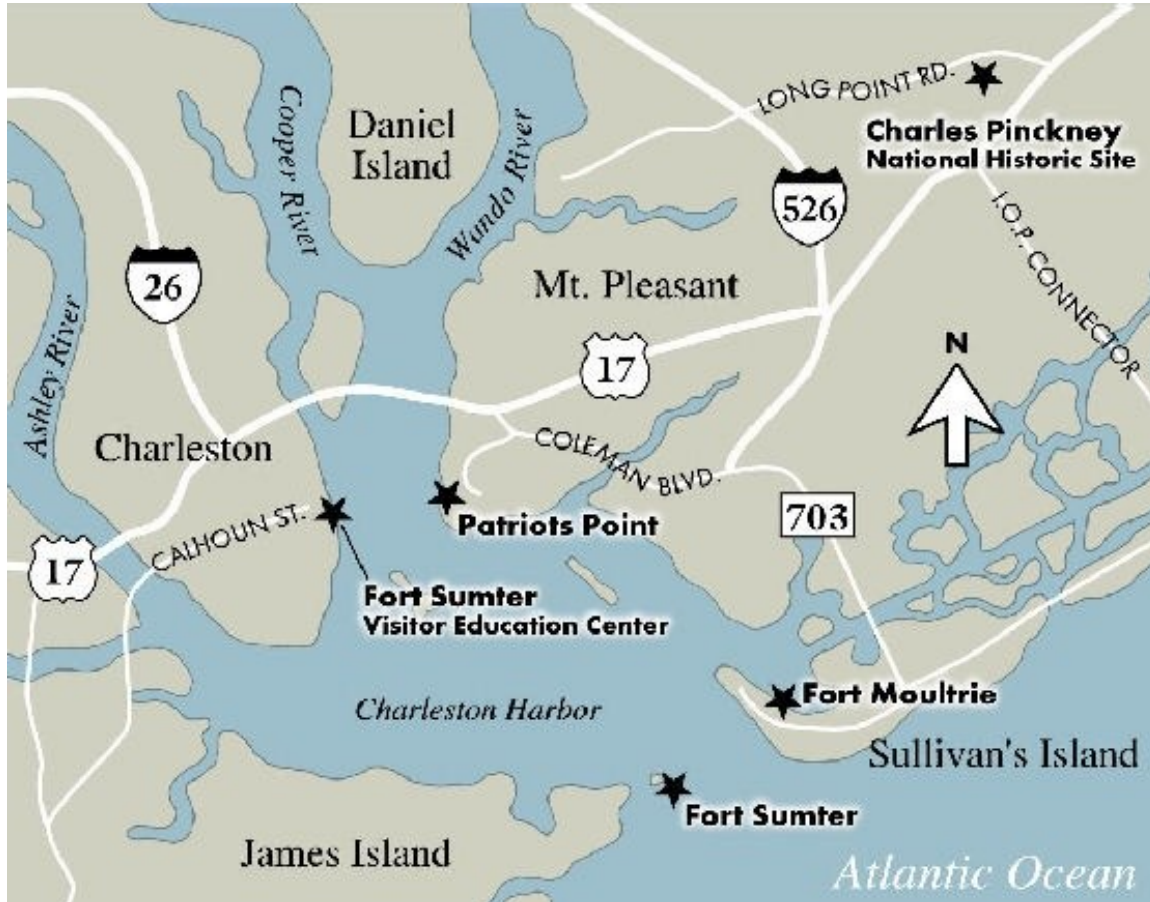 LONG POINT RD.
Cooper River
Daniel
Island
Wando River
Charles Pinckney
National Historic Site
526
I.O.P. CONNECTOR
26
Mt. Pleasant
Ashley River
N
17
Charleston
COLEMAN BLVD.
CALHOUN ST.
Patriots Point
703
17
Fort Sumter
Visitor Education Center
Fort Moultrie
Charleston Harbor
Sullivan's Island
Fort Sumter
James Island
Atlantic Ocean